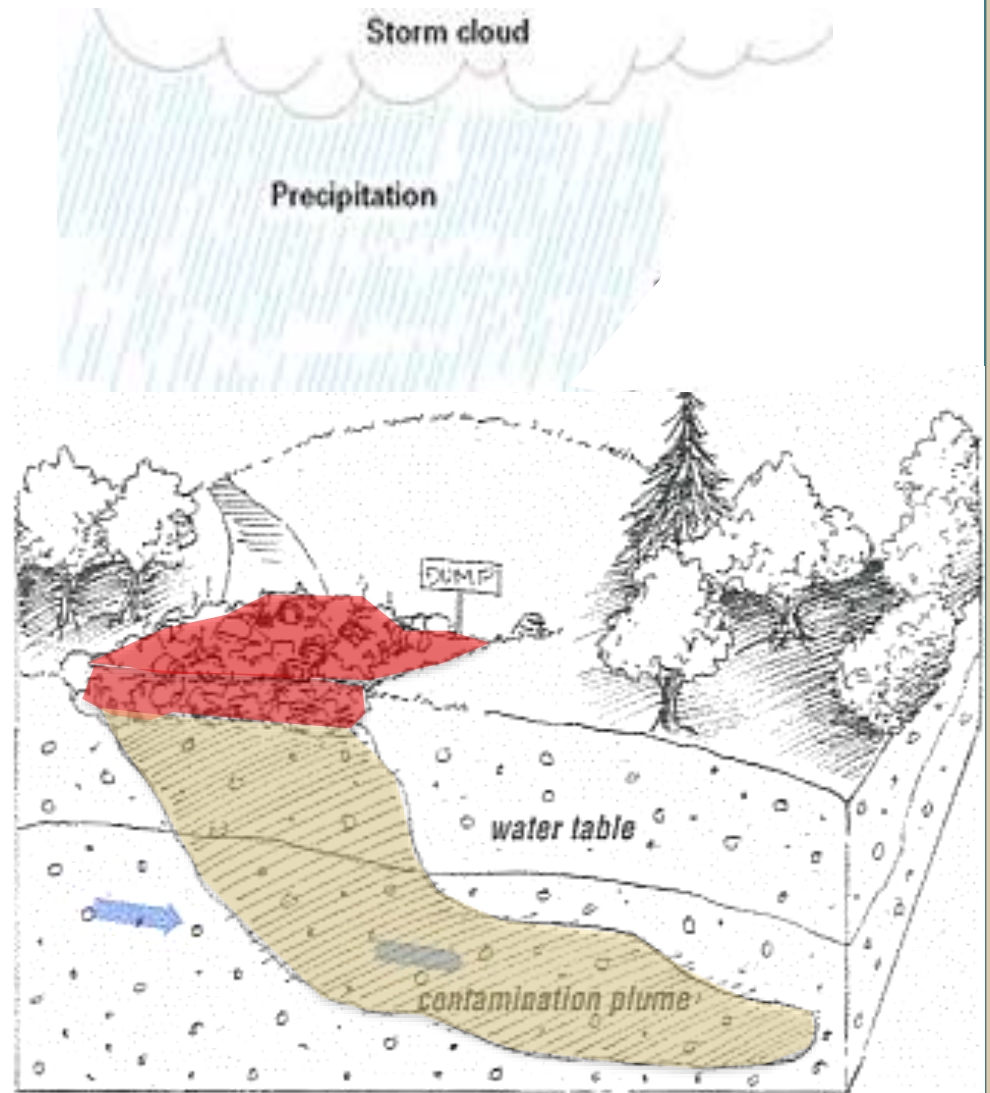 Storm cloud
Precipitation
DUMP
water table
contamination plume